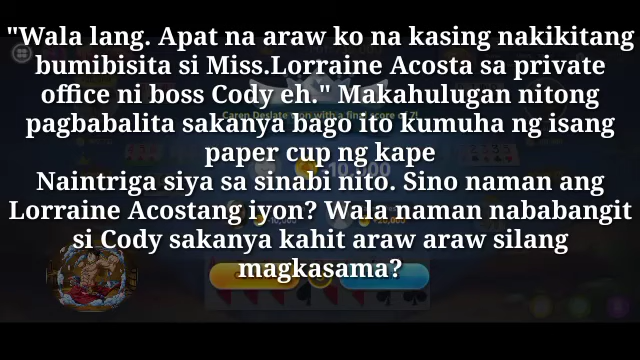 "Wala lang. Apat na araw ko na kasing nakikitang
bumibisita si Miss.Lorraine Acosta sa private
office ni boss Cody eh." Makahulugan nitong
pagbabalita sakanya bago ito kumuha ng isang
paper cup ng kape
Naintriga siya sa sinabi nito. Sino naman ang
Lorraine Acostang iyon? Wala naman nababangit
si Cody sakanya kahit araw araw silang
magkasama?